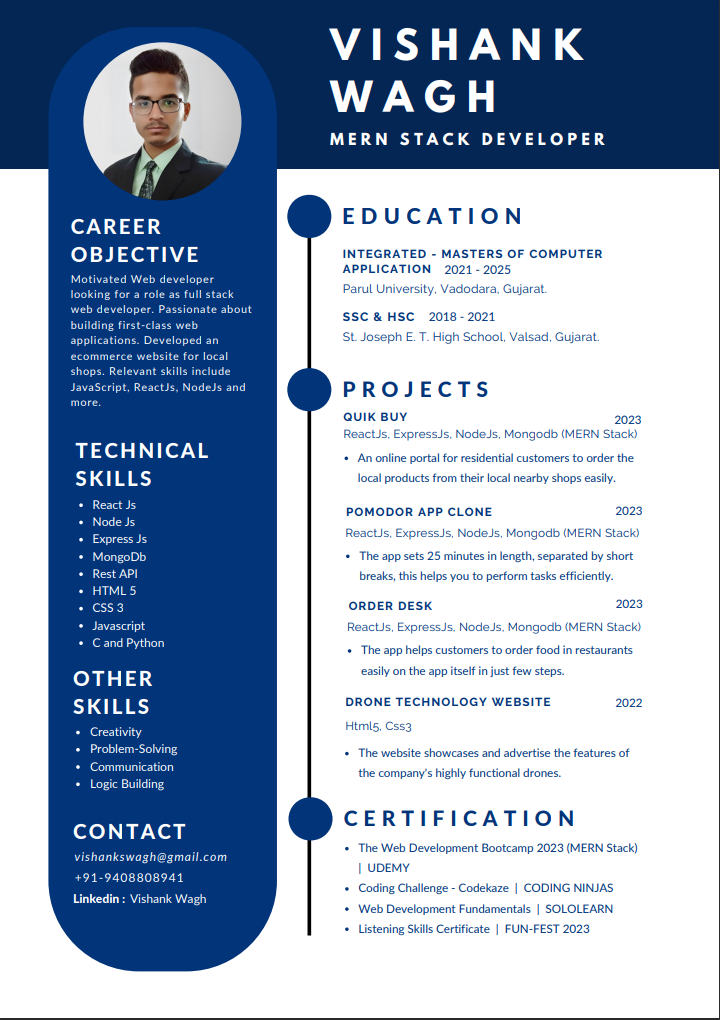 VISHANK
WAGH
MERN STACK DEVELOPER
CAREER
OBJECTIVE
Motivated Web developer
looking for a role as full stack
web developer. Passionate about
building first-class web
applications. Developed an
ecommerce website for local
shops. Relevant skills include
JavaScript, ReactJs, NodeJs and
more.
TECHNICAL
SKILLS
• React Js
• Node Js
• Express Js
• MongoDb
• Rest API
• HTML 5
• CSS 3
• Javascript
• C and Python
OTHER
SKILLS
• Creativity
• Problem-Solving
• Communication
• Logic Building
CONTACT
vishankswagh@gmail.com
+91-9408808941
Linkedin : Vishank Wagh
EDUCATION
INTEGRATED - MASTERS OF COMPUTER
APPLICATION 2021 - 2025
Parul University, Vadodara, Gujarat.
SSC & HSC 2018 - 2021
St. Joseph E. T. High School, Valsad, Gujarat.
PROJECTS
QUIK BUY 2023
ReactJs, ExpressJs, NodeJs, Mongodb (MERN Stack)
• An online portal for residential customers to order the
local products from their local nearby shops easily.
POMODOR APP CLONE 2023
ReactJs, ExpressJs, NodeJs, Mongodb (MERN Stack)
• The app sets 25 minutes in length, separated by short
breaks, this helps you to perform tasks efficiently.
ORDER DESK 2023
ReactJs, ExpressJs, NodeJs, Mongodb (MERN Stack)
• The app helps customers to order food in restaurants
easily on the app itself in just few steps.
DRONE TECHNOLOGY WEBSITE 2022
Html5, Css3
• The website showcases and advertise the features of
the company's highly functional drones.
CERTIFICATION
• The Web Development Bootcamp 2023 (MERN Stack)
| UDEMY
• Coding Challenge - Codekaze | CODING NINJAS
• Web Development Fundamentals | SOLOLEARN
• Listening Skills Certificate | FUN-FEST 2023